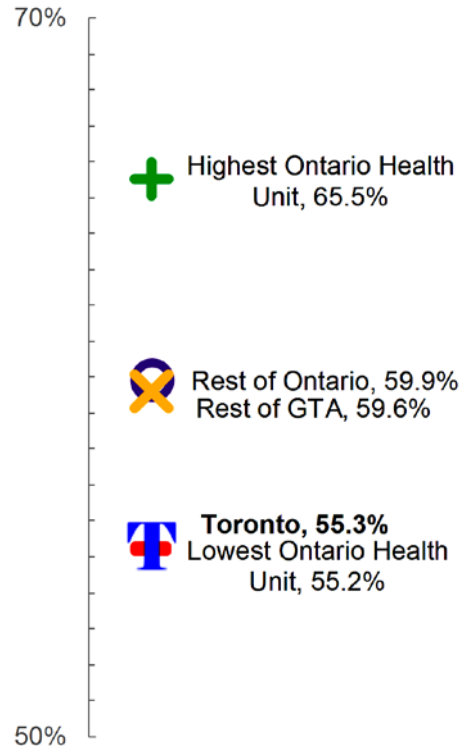 70%
Highest Ontario Health
Unit, 65.5%
Rest of Ontario, 59.9%
Rest of GTA, 59.6%
T
Toronto, 55.3%
Lowest Ontario Health
Unit, 55.2%
50%